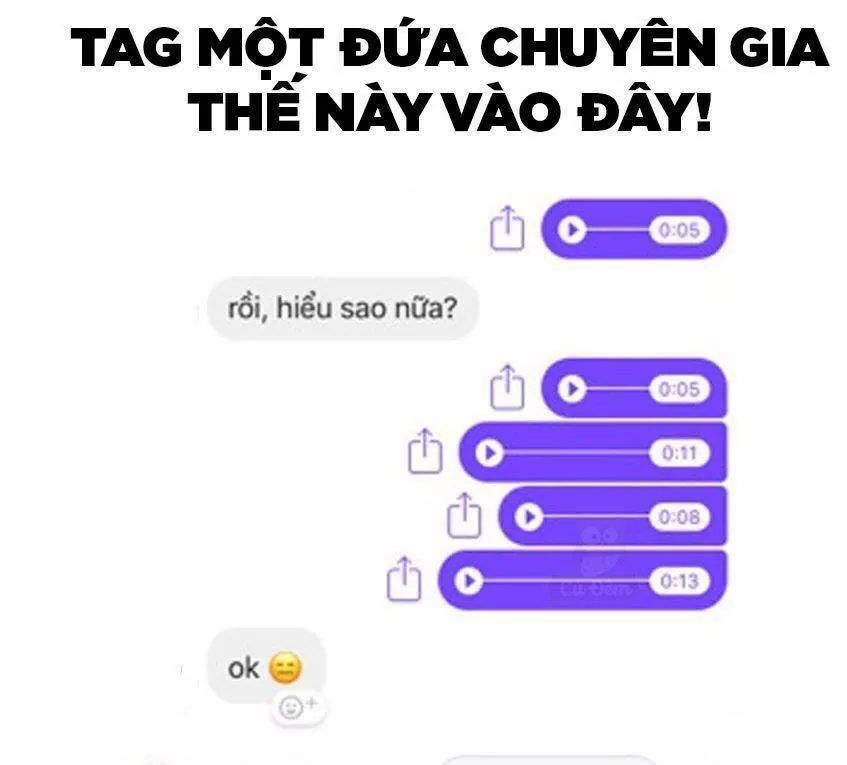 TAG MỘT ĐỨA CHUYÊN GIA
THẾ NÀY VÀO ĐÂY!
0:05
rồi, hiểu sao nữa?
0:05
0:11
0:08
0:13
Cú Đêm
ok 😑